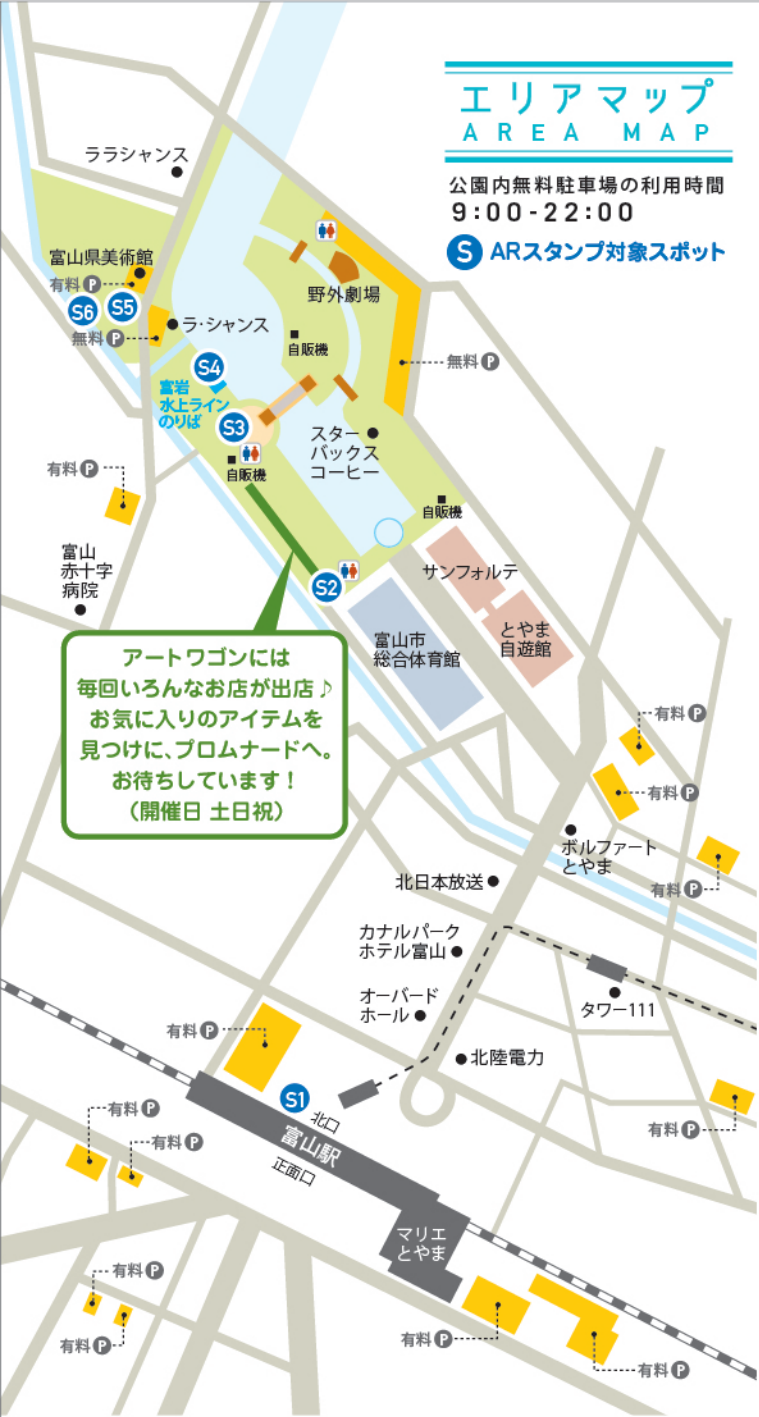 エリアマップ
AREA MAP
公園内無料駐車場の利用時間
9:00-22:00
S ARスタンプ対象スポット
ララシャンス
富山県美術館
有料 P
S6
S5
無料 P
ラ・シャンス
野外劇場
自販機
無料 P
S4
富岩
水上ライン
のりば
S3
自販機
スター
バックス
コーヒー
自販機
有料 P
富山
赤十字
病院
S2
サンフォルテ
とやま
自遊館
富山市
総合体育館
アートワゴンには
毎回いろんなお店が出店♪
お気に入りのアイテムを
見つけに、プロムナードへ。
お待ちしています！
（開催日 土日祝）
有料 P
有料 P
ボルファート
とやま
有料 P
北日本放送
カナルパーク
ホテル富山
オーバード
ホール
タワー111
北陸電力
有料 P
S1
北口
富山駅
正面口
有料 P
有料 P
有料 P
マリエ
とやま
有料 P
有料 P
有料 P
有料 P